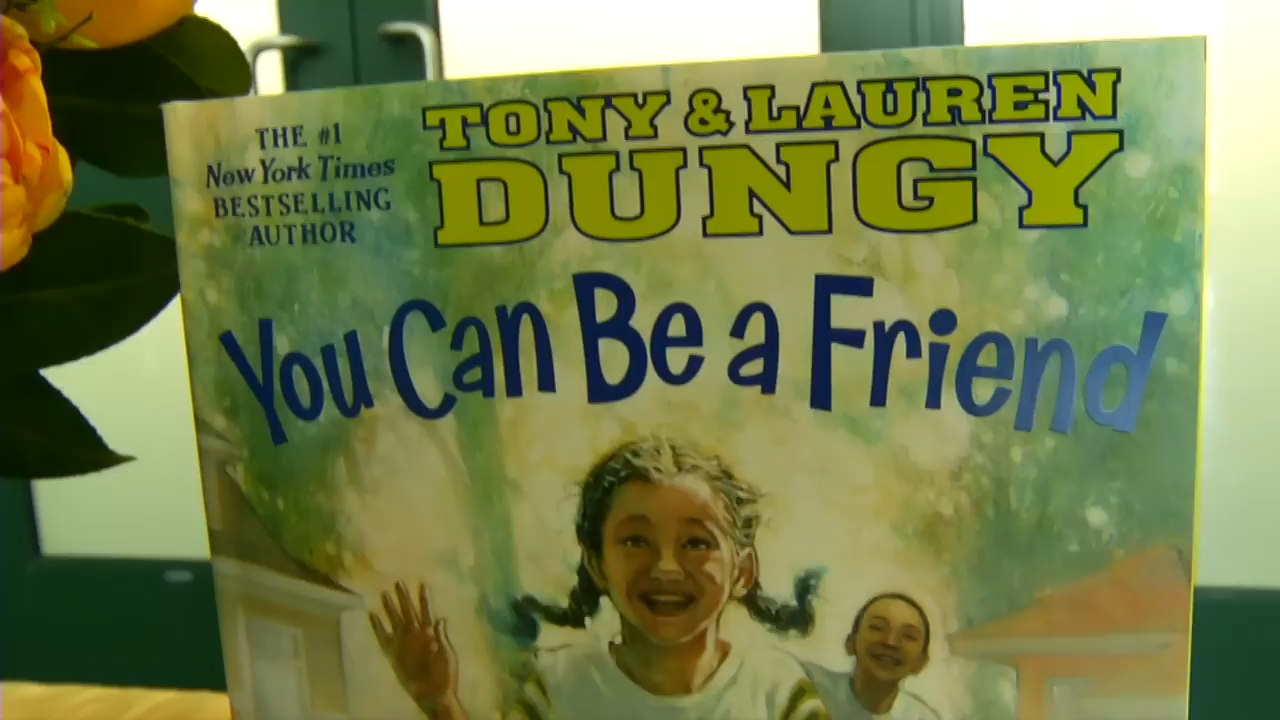 THE #1
New York Times
BESTSELLING
AUTHOR
TONY & LAUREN
DUNGY
You Can Be a Friend